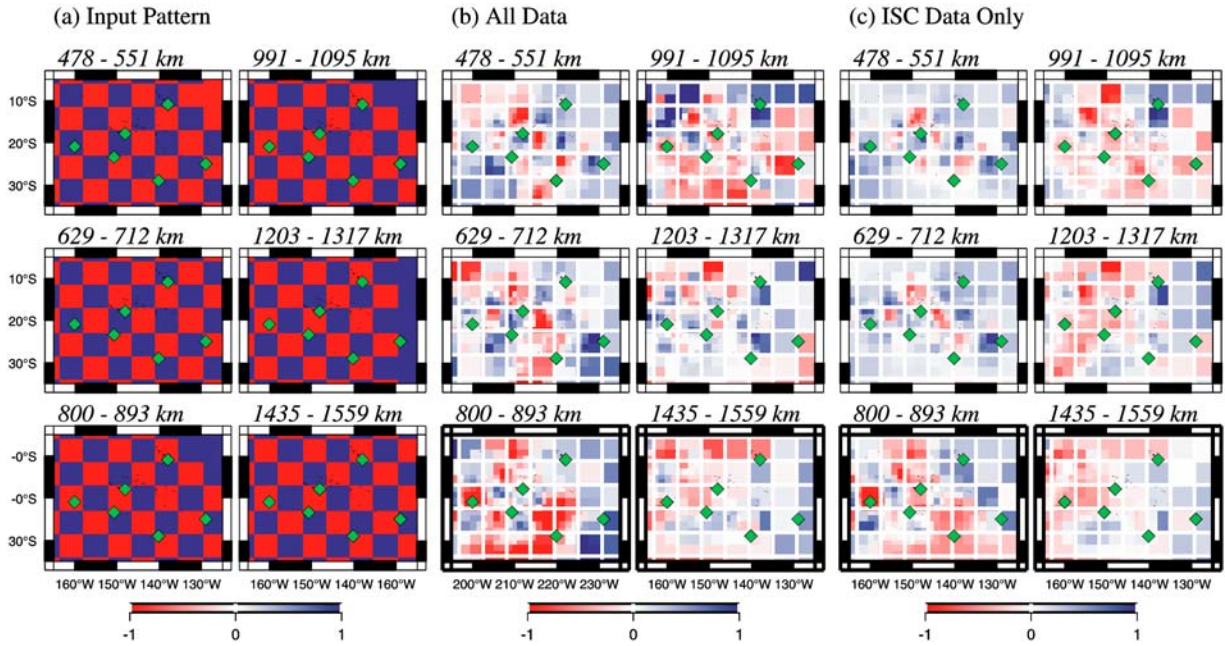 (a) Input Pattern (b) All Data (c) ISC Data Only
478 - 551 km 991 - 1095 km 478 - 551 km 991 - 1095 km 478 - 551 km 991 - 1095 km
10°S
20°S
30°S
629 - 712 km 1203 - 1317 km 629 - 712 km 1203 - 1317 km 629 - 712 km 1203 - 1317 km
10°S
20°S
30°S
800 - 893 km 1435 - 1559 km 800 - 893 km 1435 - 1559 km 800 - 893 km 1435 - 1559 km
-0°S
-0°S
30°S
160°W 150°W 140°W 130°W 160°W 150°W 140°W 160°W 200°W 210°W 220°W 230°W 160°W 150°W 140°W 130°W 160°W 150°W 140°W 130°W 160°W 150°W 140°W 130°W
-1 0 1 -1 0 1 -1 0 1